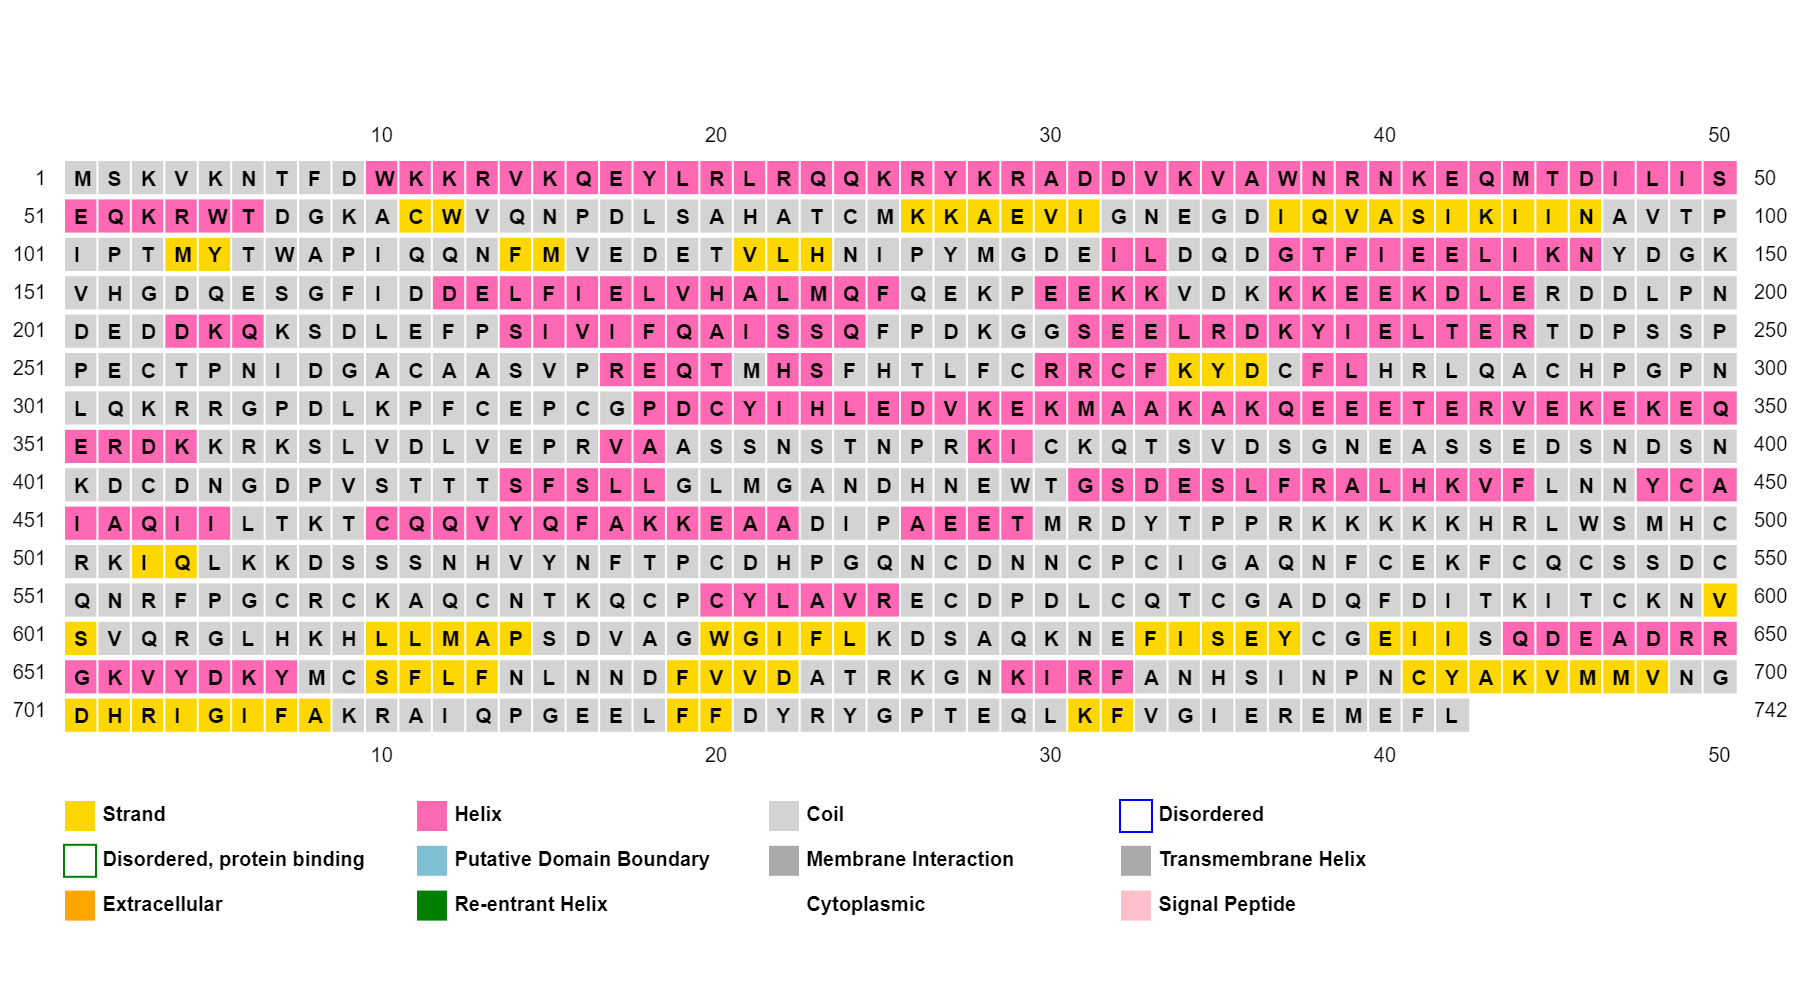 10 20 30 40 50
1 M S K V K N T F D W K K R V K Q E Y L R L R Q Q K R Y K R A D D V K V A W N R N K E Q M T D I L I S 50
51 E Q K R W T D G K A C W V Q N P D L S A H A T C M K K A E V I G N E G D I Q V A S I K I I N A V T P 100
101 I P T M Y T W A P I Q Q N F M V E D E T V L H N I P Y M G D E I L D Q D G T F I E E L I K N Y D G K 150
151 V H G D Q E S G F I D D E L F I E L V H A L M Q F Q E K P E E K K V D K K K E E K D L E R D D L P N 200
201 D E D D K Q K S D L E F P S I V I F Q A I S S Q F P D K G G S E E L R D K Y I E L T E R T D P S S P 250
251 P E C T P N I D G A C A A S V P R E Q T M H S F H T L F C R R C F K Y D C F L H R L Q A C H P G P N 300
301 L Q K R R G P D L K P F C E P C G P D C Y I H L E D V K E K M A A K A K Q E E E T E R V E K E K E Q 350
351 E R D K K R K S L V D L V E P R V A A S S N S T N P R K I C K Q T S V D S G N E A S S E D S N D S N 400
401 K D C D N G D P V S T T T S F S L L G L M G A N D H N E W T G S D E S L F R A L H K V F L N N Y C A 450
451 I A Q I I L T K T C Q Q V Y Q F A K K E A A D I P A E E T M R D Y T P P R K K K K K H R L W S M H C 500
501 R K I Q L K K D S S S N H V Y N F T P C D H P G Q N C D N N C P C I G A Q N F C E K F C Q C S S D C 550
551 Q N R F P G C R C K A Q C N T K Q C P C Y L A V R E C D P D L C Q T C G A D Q F D I T K I T C K N V 600
601 S V Q R G L H K H L L M A P S D V A G W G I F L K D S A Q K N E F I S E Y C G E I I S Q D E A D R R 650
651 G K V Y D K Y M C S F L F N L N N D F V V D A T R K G N K I R F A N H S I N P N C Y A K V M M V N G 700
701 D H R I G I F A K R A I Q P G E E L F F D Y R Y G P T E Q L K F V G I E R E M E F L 742
10 20 30 40 50
Strand Helix Coil Disordered
Disordered, protein binding Putative Domain Boundary Membrane Interaction Transmembrane Helix
Extracellular Re-entrant Helix Cytoplasmic Signal Peptide